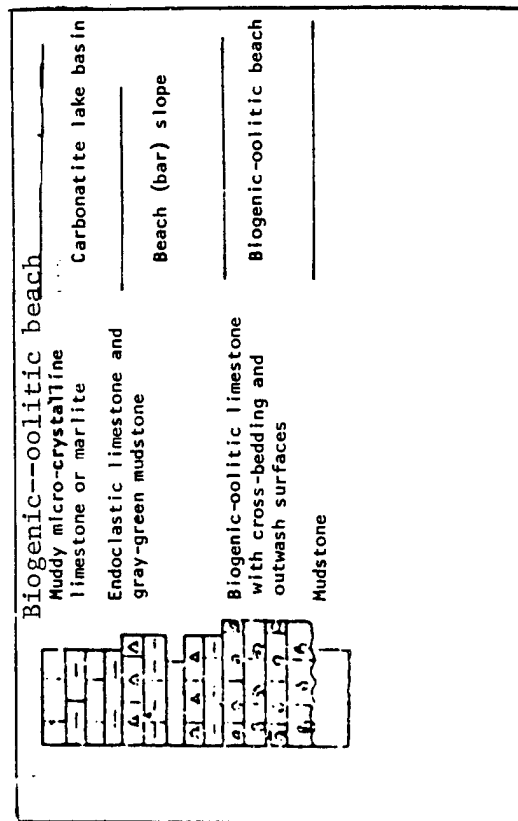 Biogenic--oolitic beach
Muddy micro-crystalline
limestone or marlite
Carbonatite lake basin
Endoclastic limestone and
gray-green mudstone
Beach (bar) slope
Biogenic-oolitic limestone
with cross-bedding and
outwash surfaces
Biogenic-oolitic beach
Mudstone